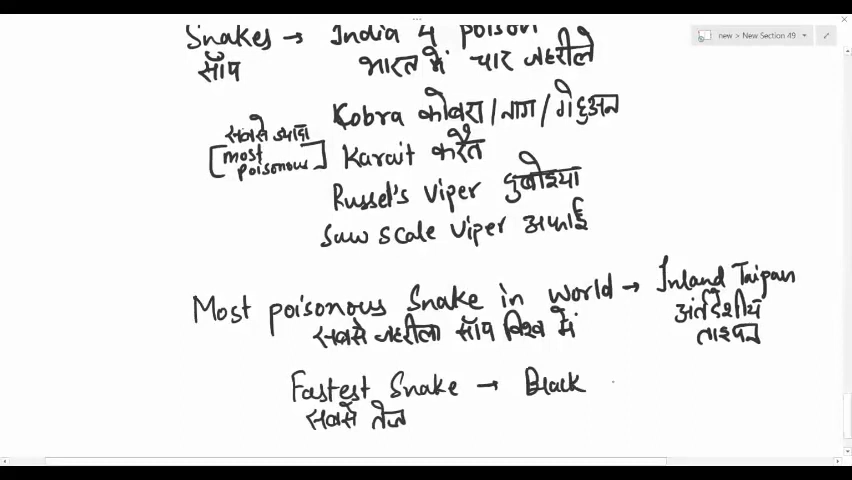 Snakes → India 4 poison
साँप भारत में चार जहरीले
Kobra कोबरा / नाग / गेहुअन
सबसे ज्यादा
[most poisonous] Karait करैत
Russel's Viper दुबोइया
Saw scale viper अफाई
Most poisonous Snake in world → Inland Taipan
सबसे जहरीला साँप विश्व में अंर्तदेशीय ताइपन
Fastest Snake → Black
सबसे तेज
new > New Section 49